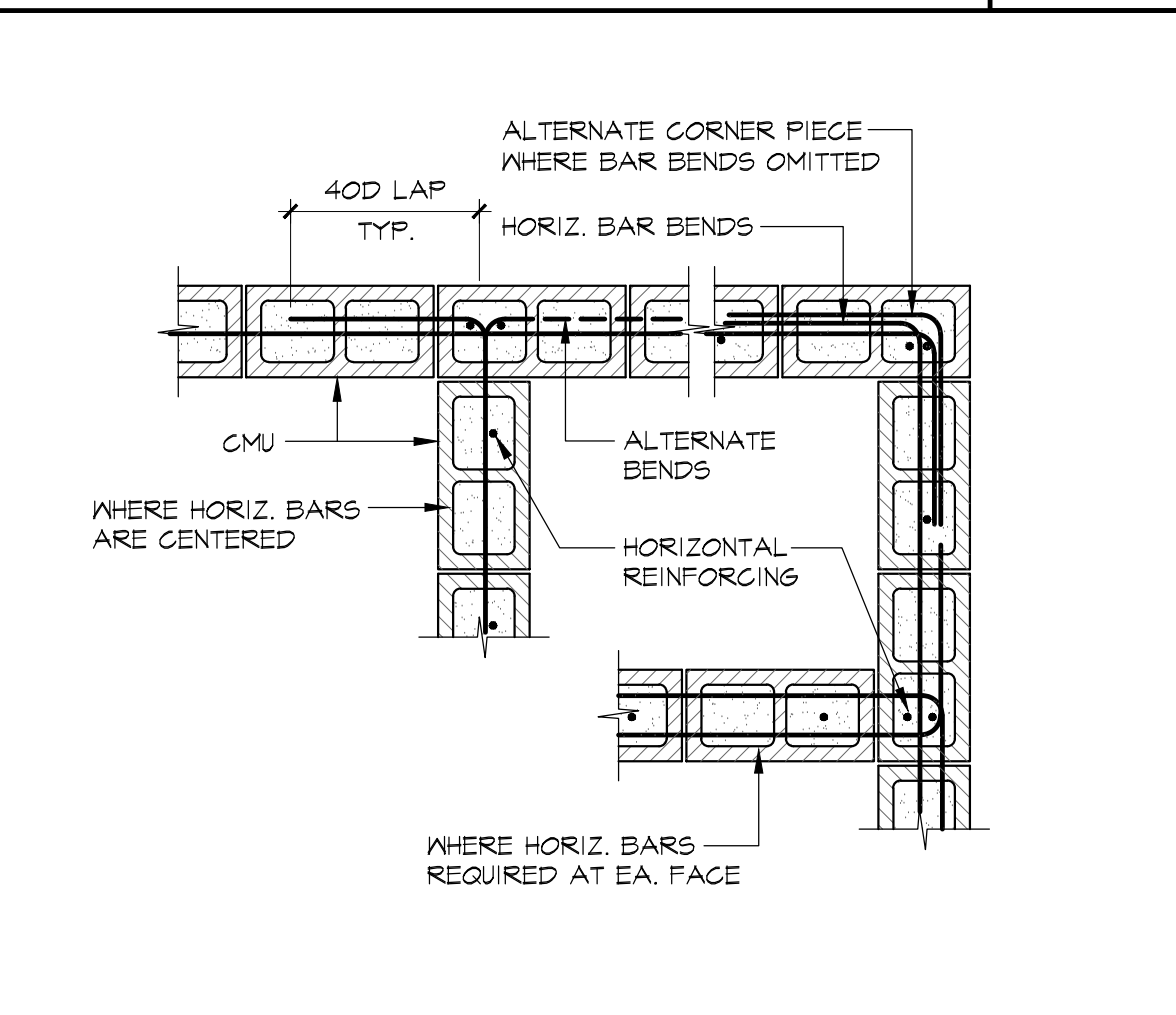 ALTERNATE CORNER PIECE
WHERE BAR BENDS OMITTED
40D LAP
TYP.
HORIZ. BAR BENDS
CMU
ALTERNATE
BENDS
WHERE HORIZ. BARS
ARE CENTERED
HORIZONTAL
REINFORCING
WHERE HORIZ. BARS
REQUIRED AT EA. FACE